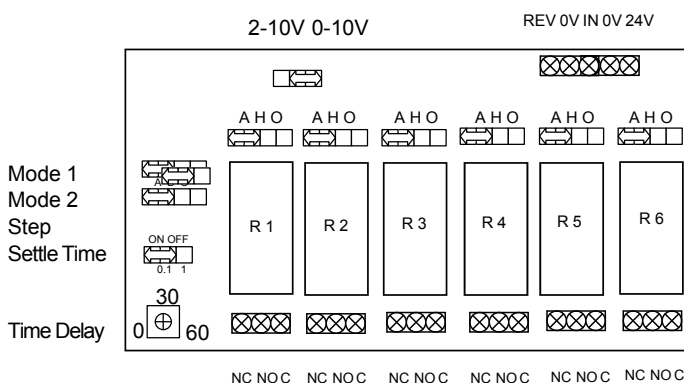 2-10V 0-10V
REV 0V IN 0V 24V
A H O A H O A H O A H O A H O A H O
Mode 1
Mode 2
Step
Settle Time
ON OFF
0.1 1
R 1 R 2 R 3 R 4 R 5 R 6
30
Time Delay
0 60
NC NO C NC NO C NC NO C NC NO C NC NO C NC NO C